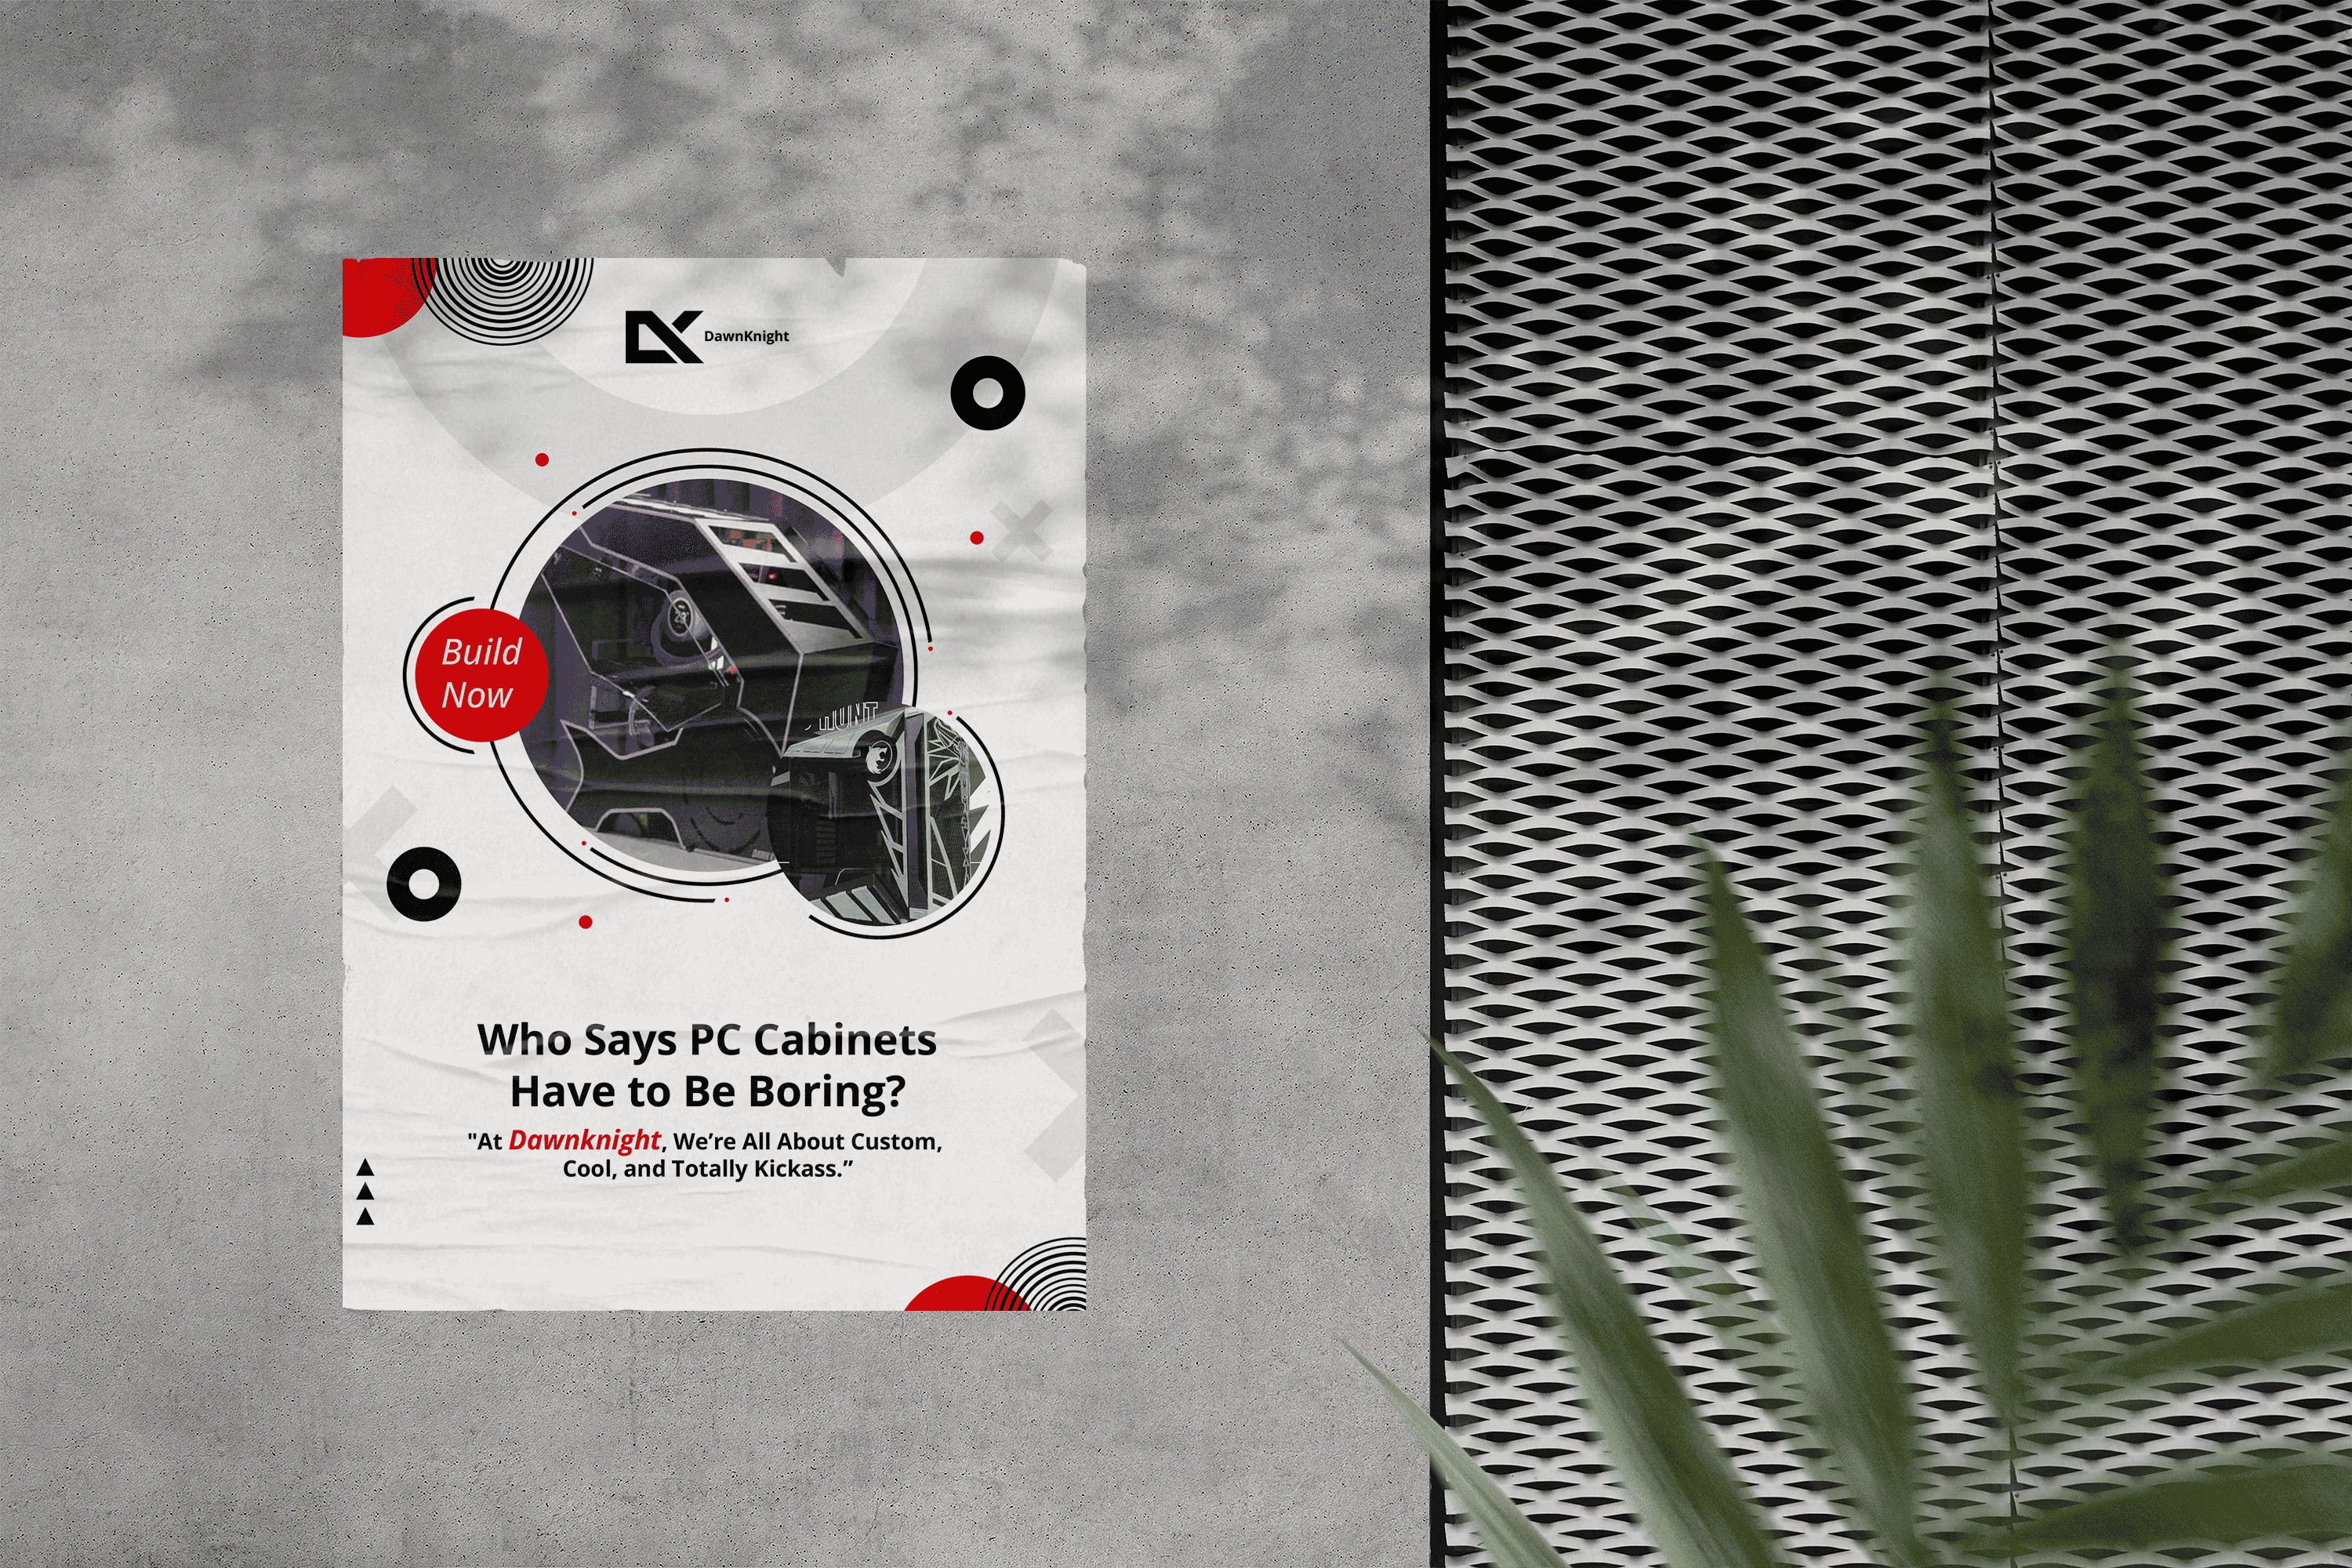 DawnKnight
Build
Now
HUNT
Who Says PC Cabinets
Have to Be Boring?
"At Dawnknight, We’re All About Custom,
Cool, and Totally Kickass.”